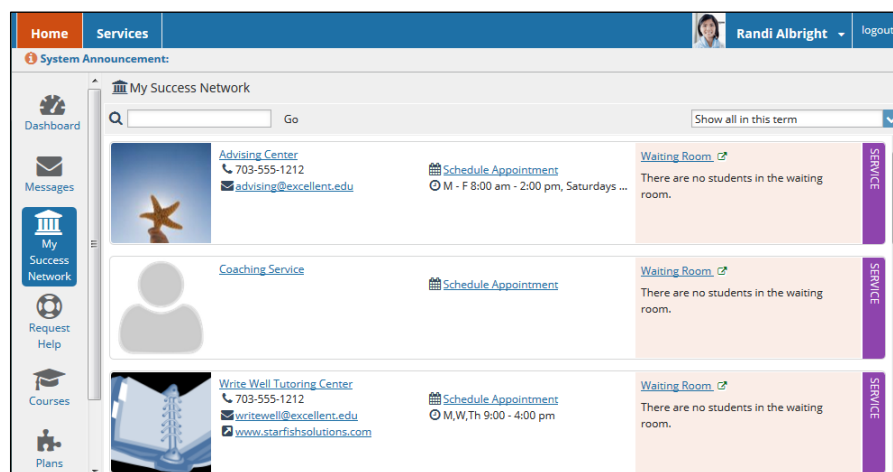 Home
Services
Randi Albright
logout
System Announcement:
My Success Network
Go
Show all in this term
Dashboard
Messages
My
Success
Network
Request
Help
Courses
Plans
Advising Center
703-555-1212
advising@excellent.edu
Schedule Appointment
M - F 8:00 am - 2:00 pm, Saturdays ...
Waiting Room
There are no students in the waiting
room.
SERVICE
Coaching Service
Schedule Appointment
Waiting Room
There are no students in the waiting
room.
SERVICE
Write Well Tutoring Center
703-555-1212
writewell@excellent.edu
www.starfishsolutions.com
Schedule Appointment
M,W,Th 9:00 - 4:00 pm
Waiting Room
There are no students in the waiting
room.
SERVICE